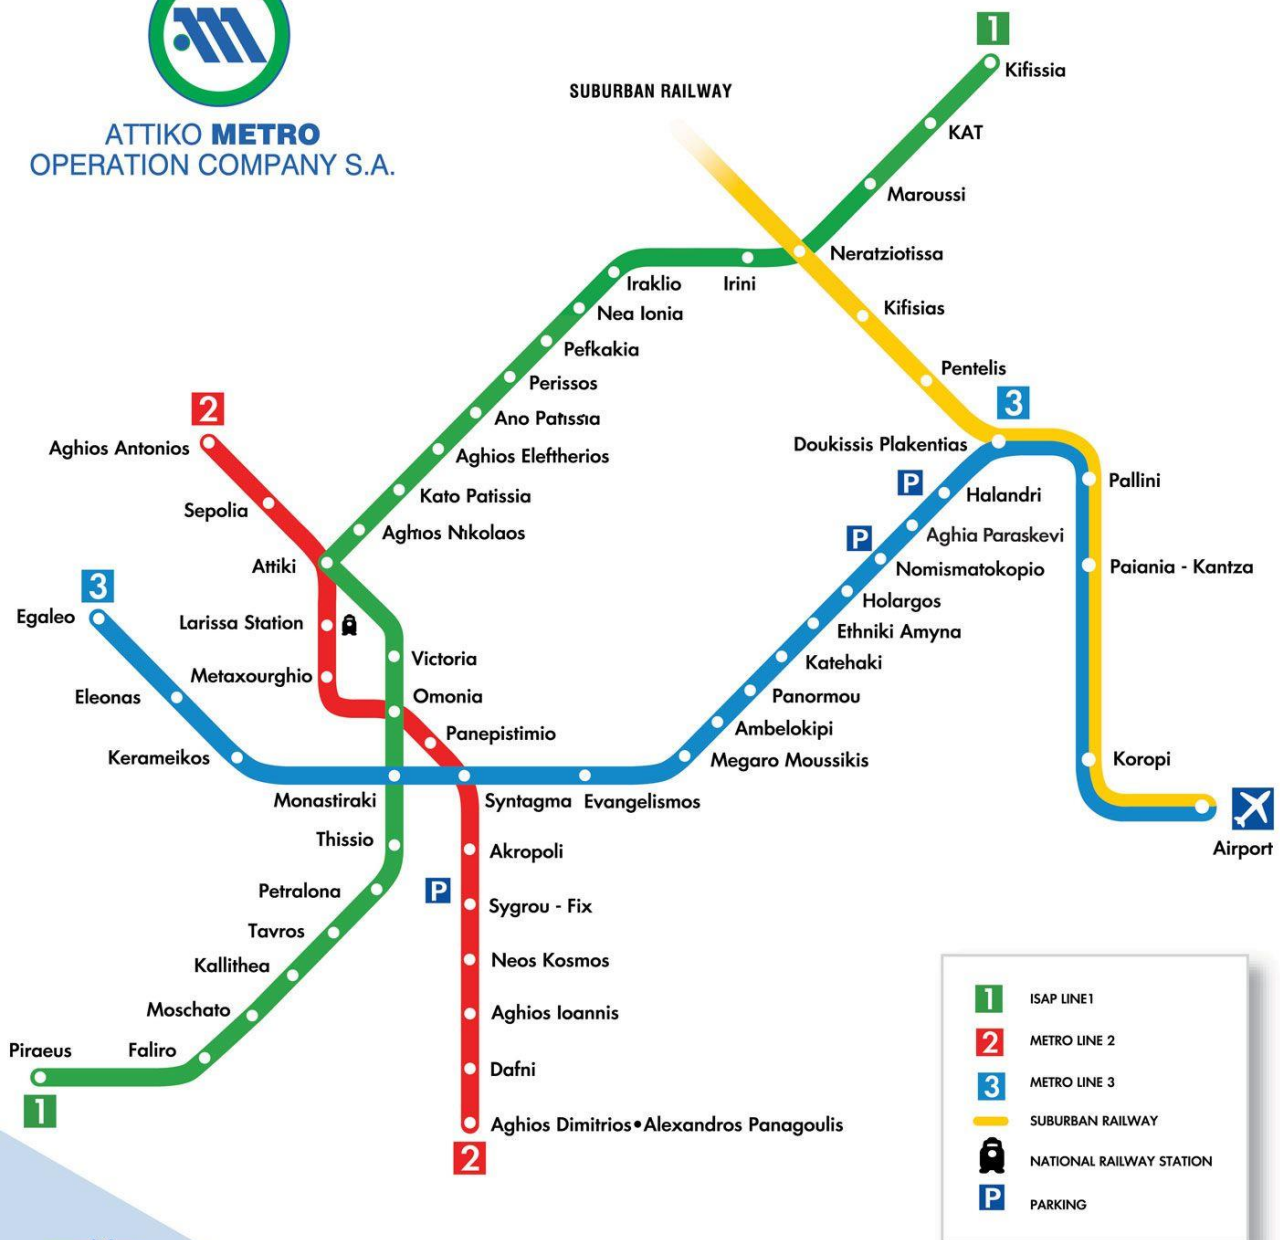 ATTIKO METRO
OPERATION COMPANY S.A.
SUBURBAN RAILWAY
1
Kifissia
KAT
Maroussi
Neratziotissa
Irini
Iraklio
Nea Ionia
Pefkakia
Perissos
Ano Patissia
Aghios Eleftherios
Kato Patissia
Aghios Nikolaos
Kifisias
Pentelis
3
Doukissis Plakentias
Pallini
P
Halandri
Aghia Paraskevi
P
Nomismatokopio
Paiania - Kantza
Holargos
Ethniki Amyna
Katehaki
Panormou
Ambelokipi
Megaro Moussikis
Koropi
Airport
2
Aghios Antonios
Sepolia
Attiki
3
Egaleo
Larissa Station
Eleonas
Metaxourghio
Victoria
Omonia
Panepistimio
Kerameikos
Monastiraki
Syntagma
Evangelismos
Thissio
Akropoli
P
Petralona
Sygrou - Fix
Tavros
Neos Kosmos
Kallithea
Moschato
Aghios Ioannis
Piraeus
Faliro
Dafni
1
Aghios Dimitrios•Alexandros Panagoulis
2
1 ISAP LINE1
2 METRO LINE 2
3 METRO LINE 3
SUBURBAN RAILWAY
NATIONAL RAILWAY STATION
P PARKING